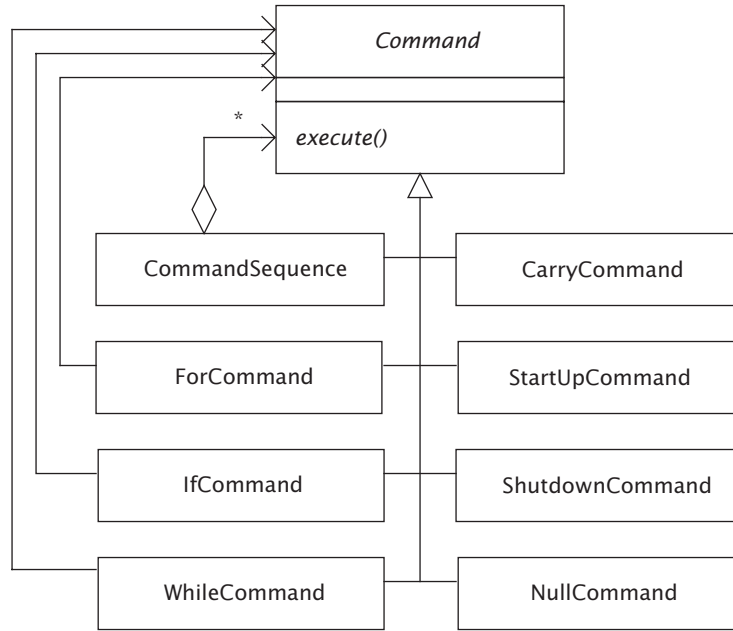 Command
*
execute()
CommandSequence
CarryCommand
ForCommand
StartUpCommand
IfCommand
ShutdownCommand
WhileCommand
NullCommand